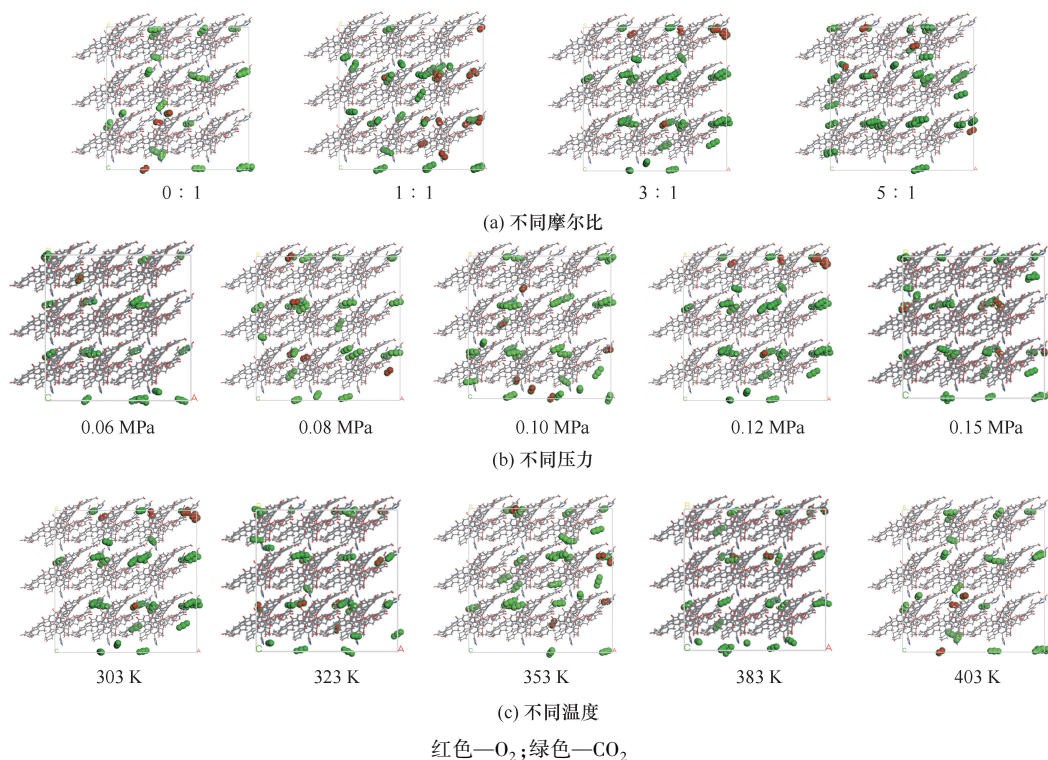 0∶1 1∶1 3∶1 5∶1
(a) 不同摩尔比
0.06 MPa 0.08 MPa 0.10 MPa 0.12 MPa 0.15 MPa
(b) 不同压力
303 K 323 K 353 K 383 K 403 K
(c) 不同温度
红色—O₂;绿色—CO₂